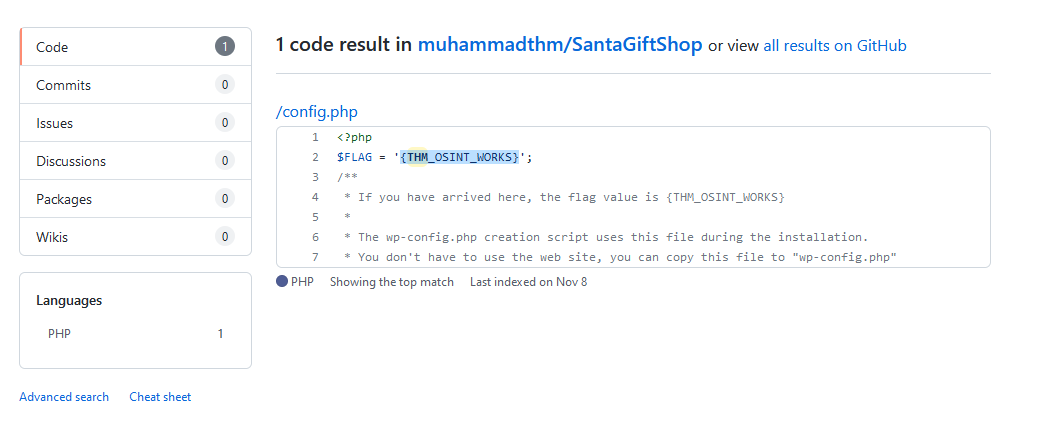 Code 1
Commits 0
Issues 0
Discussions 0
Packages 0
Wikis 0
Languages
PHP 1
Advanced search Cheat sheet
1 code result in muhammadthm/SantaGiftShop or view all results on GitHub
/config.php
1 <?php
2 $FLAG = '{THM_OSINT_WORKS}';
3 /**
4  * If you have arrived here, the flag value is {THM_OSINT_WORKS}
5  *
6  * The wp-config.php creation script uses this file during the installation.
7  * You don't have to use the web site, you can copy this file to "wp-config.php"
PHP Showing the top match Last indexed on Nov 8